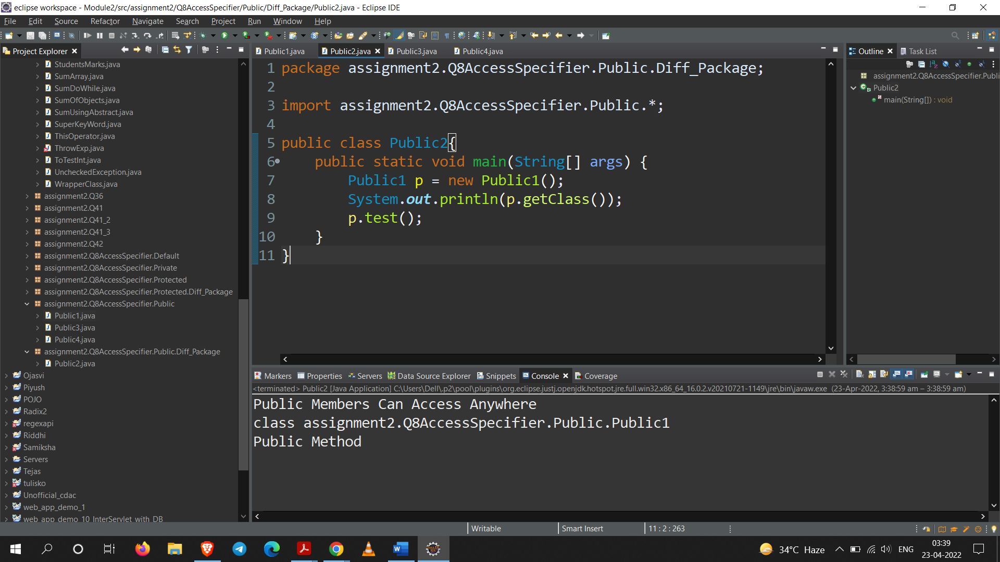 eclipse workspace - Module2/src/assignment2/Q8AccessSpecifier/Public/Diff_Package/Public2.java - Eclipse IDE
File Edit Source Refactor Navigate Search Project Run Window Help
Project Explorer
StudentsMarks.java
SumArray.java
SumDoWhile.java
SumOfObjects.java
SumUsingAbstract.java
SuperKeyWord.java
ThisOperator.java
ThrowExp.java
ToTestInt.java
UncheckedException.java
WrapperClass.java
assignment2.Q36
assignment2.Q41
assignment2.Q41_2
assignment2.Q41_3
assignment2.Q42
assignment2.Q8AccessSpecifier.Default
assignment2.Q8AccessSpecifier.Private
assignment2.Q8AccessSpecifier.Protected
assignment2.Q8AccessSpecifier.Protected.Diff_Package
assignment2.Q8AccessSpecifier.Public
Public1.java
Public3.java
Public4.java
assignment2.Q8AccessSpecifier.Public.Diff_Package
Public2.java
Ojasvi
Piyush
POJO
Radix2
regexapi
Riddhi
Samiksha
Servers
Tejas
tulisko
Unofficial_cdac
web_app_demo_1
web_app_demo_10_InterServlet_with_DB
Public1.java Public2.java Public3.java Public4.java
1 package assignment2.Q8AccessSpecifier.Public.Diff_Package;
2
3 import assignment2.Q8AccessSpecifier.Public.*;
4
5 public class Public2{
6 public static void main(String[] args) {
7 Public1 p = new Public1();
8 System.out.println(p.getClass());
9 p.test();
10 }
11 }
Outline Task List
assignment2.Q8AccessSpecifier.Publi
Public2
main(String[]) : void
Markers Properties Servers Data Source Explorer Snippets Console Coverage
<terminated> Public2 [Java Application] C:\Users\Dell\.p2\pool\plugins\org.eclipse.justj.openjdk.hotspot.jre.full.win32.x86_64_16.0.2.v20210721-1149\jre\bin\javaw.exe (23-Apr-2022, 3:38:59 am – 3:38:59 am)
Public Members Can Access Anywhere
class assignment2.Q8AccessSpecifier.Public.Public1
Public Method
Writable Smart Insert 11 : 2 : 263
34°C Haze ENG 03:39
23-04-2022